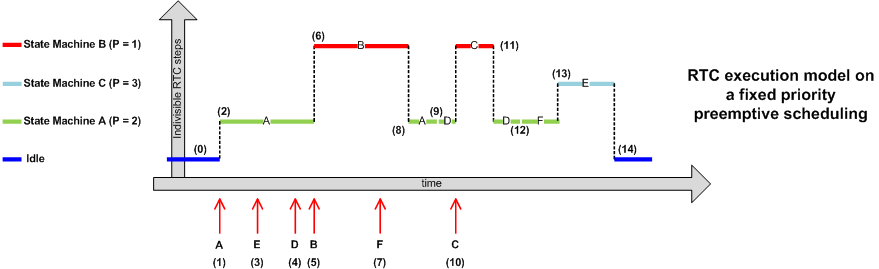 State Machine B (P = 1)
State Machine C (P = 3)
State Machine A (P = 2)
Idle
Indivisible RTC steps
(0)
(2)
A
(6)
B
(8)
A
(9)
D
C
(11)
D
(12)
F
(13)
E
(14)
time
A
E
D
B
F
C
(1)
(3)
(4)
(5)
(7)
(10)
RTC execution model on
a fixed priority
preemptive scheduling